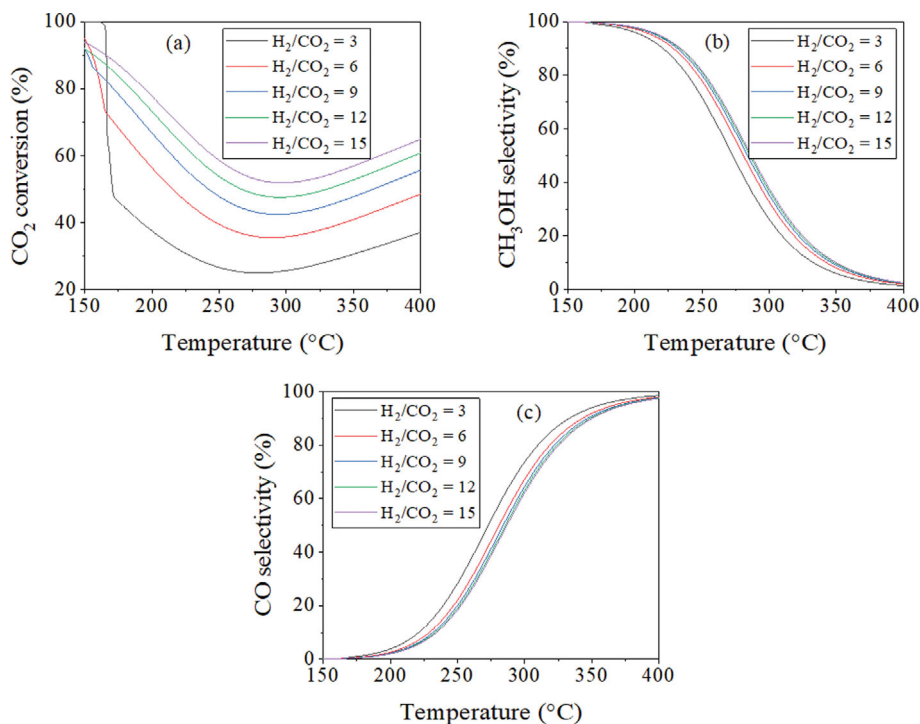 (a)
H₂/CO₂ = 3
H₂/CO₂ = 6
H₂/CO₂ = 9
H₂/CO₂ = 12
H₂/CO₂ = 15
100
80
60
40
20
CO₂ conversion (%)
150 200 250 300 350 400
Temperature (°C)
(b)
H₂/CO₂ = 3
H₂/CO₂ = 6
H₂/CO₂ = 9
H₂/CO₂ = 12
H₂/CO₂ = 15
100
80
60
40
20
0
CH₃OH selectivity (%)
150 200 250 300 350 400
Temperature (°C)
(c)
H₂/CO₂ = 3
H₂/CO₂ = 6
H₂/CO₂ = 9
H₂/CO₂ = 12
H₂/CO₂ = 15
100
80
60
40
20
0
CO selectivity (%)
150 200 250 300 350 400
Temperature (°C)